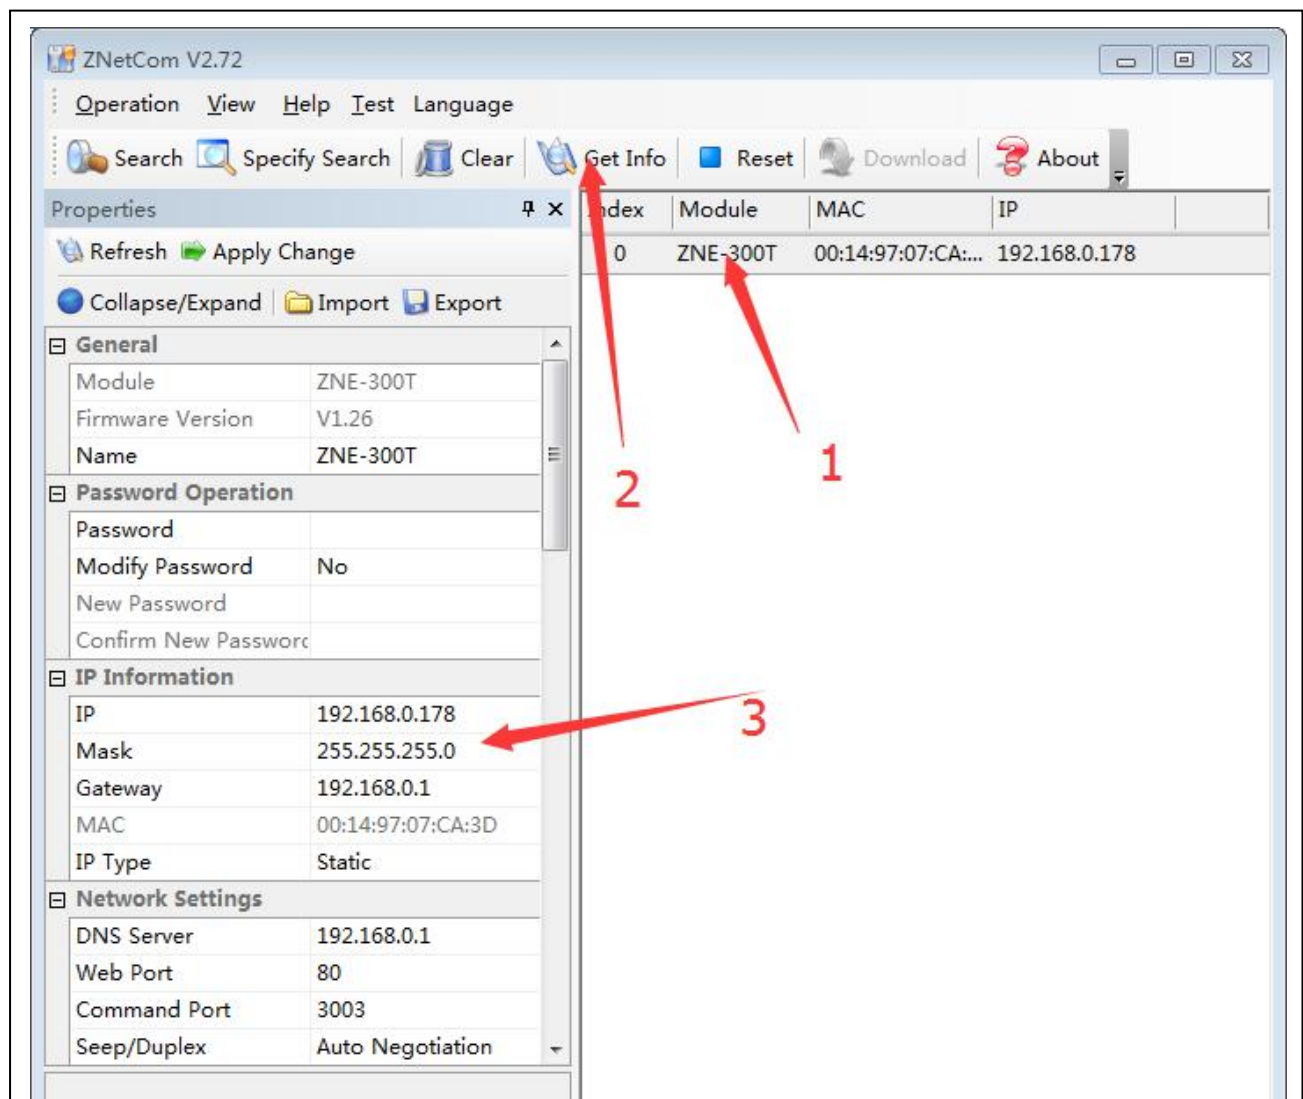 ZNetCom V2.72
Operation View Help Test Language
Search Specify Search Clear Get Info Reset Download About
Properties
Index Module MAC IP
Refresh Apply Change
0 ZNE-300T 00:14:97:07:CA:... 192.168.0.178
Collapse/Expand Import Export
General
Module ZNE-300T
Firmware Version V1.26
Name ZNE-300T
1
2
Password Operation
Password
Modify Password No
New Password
Confirm New Passworc
IP Information
IP 192.168.0.178
3
Mask 255.255.255.0
Gateway 192.168.0.1
MAC 00:14:97:07:CA:3D
IP Type Static
Network Settings
DNS Server 192.168.0.1
Web Port 80
Command Port 3003
Seep/Duplex Auto Negotiation